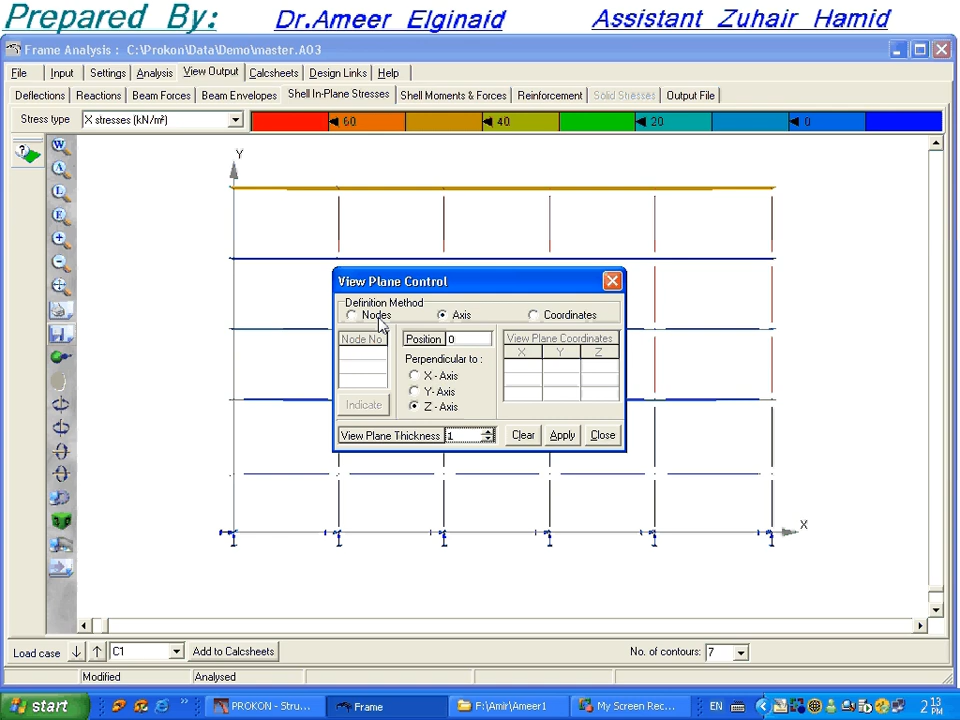 Prepared By: Dr.Ameer Elginaid Assistant Zuhair Hamid
Frame Analysis : C:\Prokon\Data\Demo\master.A03
File Input Settings Analysis View Output Calcsheets Design Links Help
Deflections Reactions Beam Forces Beam Envelopes Shell In-Plane Stresses Shell Moments & Forces Reinforcement Solid Stresses Output File
Stress type X stresses (kN/m²) 60 40 20 0
Y
View Plane Control
Definition Method
Nodes Axis Coordinates
Node No Position 0 View Plane Coordinates
X Y Z
Perpendicular to :
X - Axis
Y - Axis
Indicate Z - Axis
View Plane Thickness 1 Clear Apply Close
X
Load case C1 Add to Calcsheets No. of contours: 7
Modified Analysed
start PROKON - Stru... Frame F:\Amir\Ameer1 My Screen Rec... EN 2:13 PM